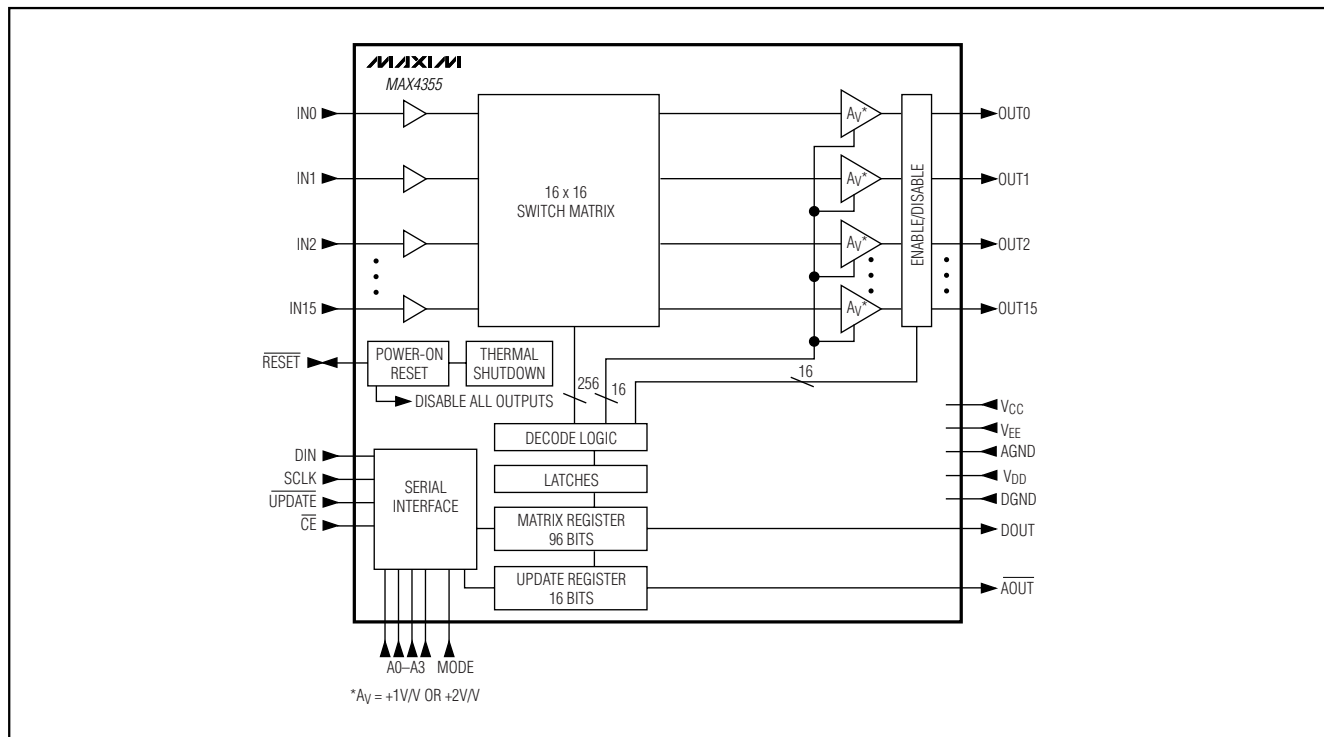 MAXIM
MAX4355
IN0
IN1
IN2
IN15
16 x 16
SWITCH MATRIX
AV*
AV*
AV*
AV*
ENABLE/DISABLE
OUT0
OUT1
OUT2
OUT15
RESET
POWER-ON
RESET
THERMAL
SHUTDOWN
DISABLE ALL OUTPUTS
256
16
16
DECODE LOGIC
LATCHES
MATRIX REGISTER
96 BITS
UPDATE REGISTER
16 BITS
DIN
SCLK
UPDATE
CE
SERIAL
INTERFACE
VCC
VEE
AGND
VDD
DGND
DOUT
AOUT
A0–A3 MODE
*AV = +1V/V OR +2V/V